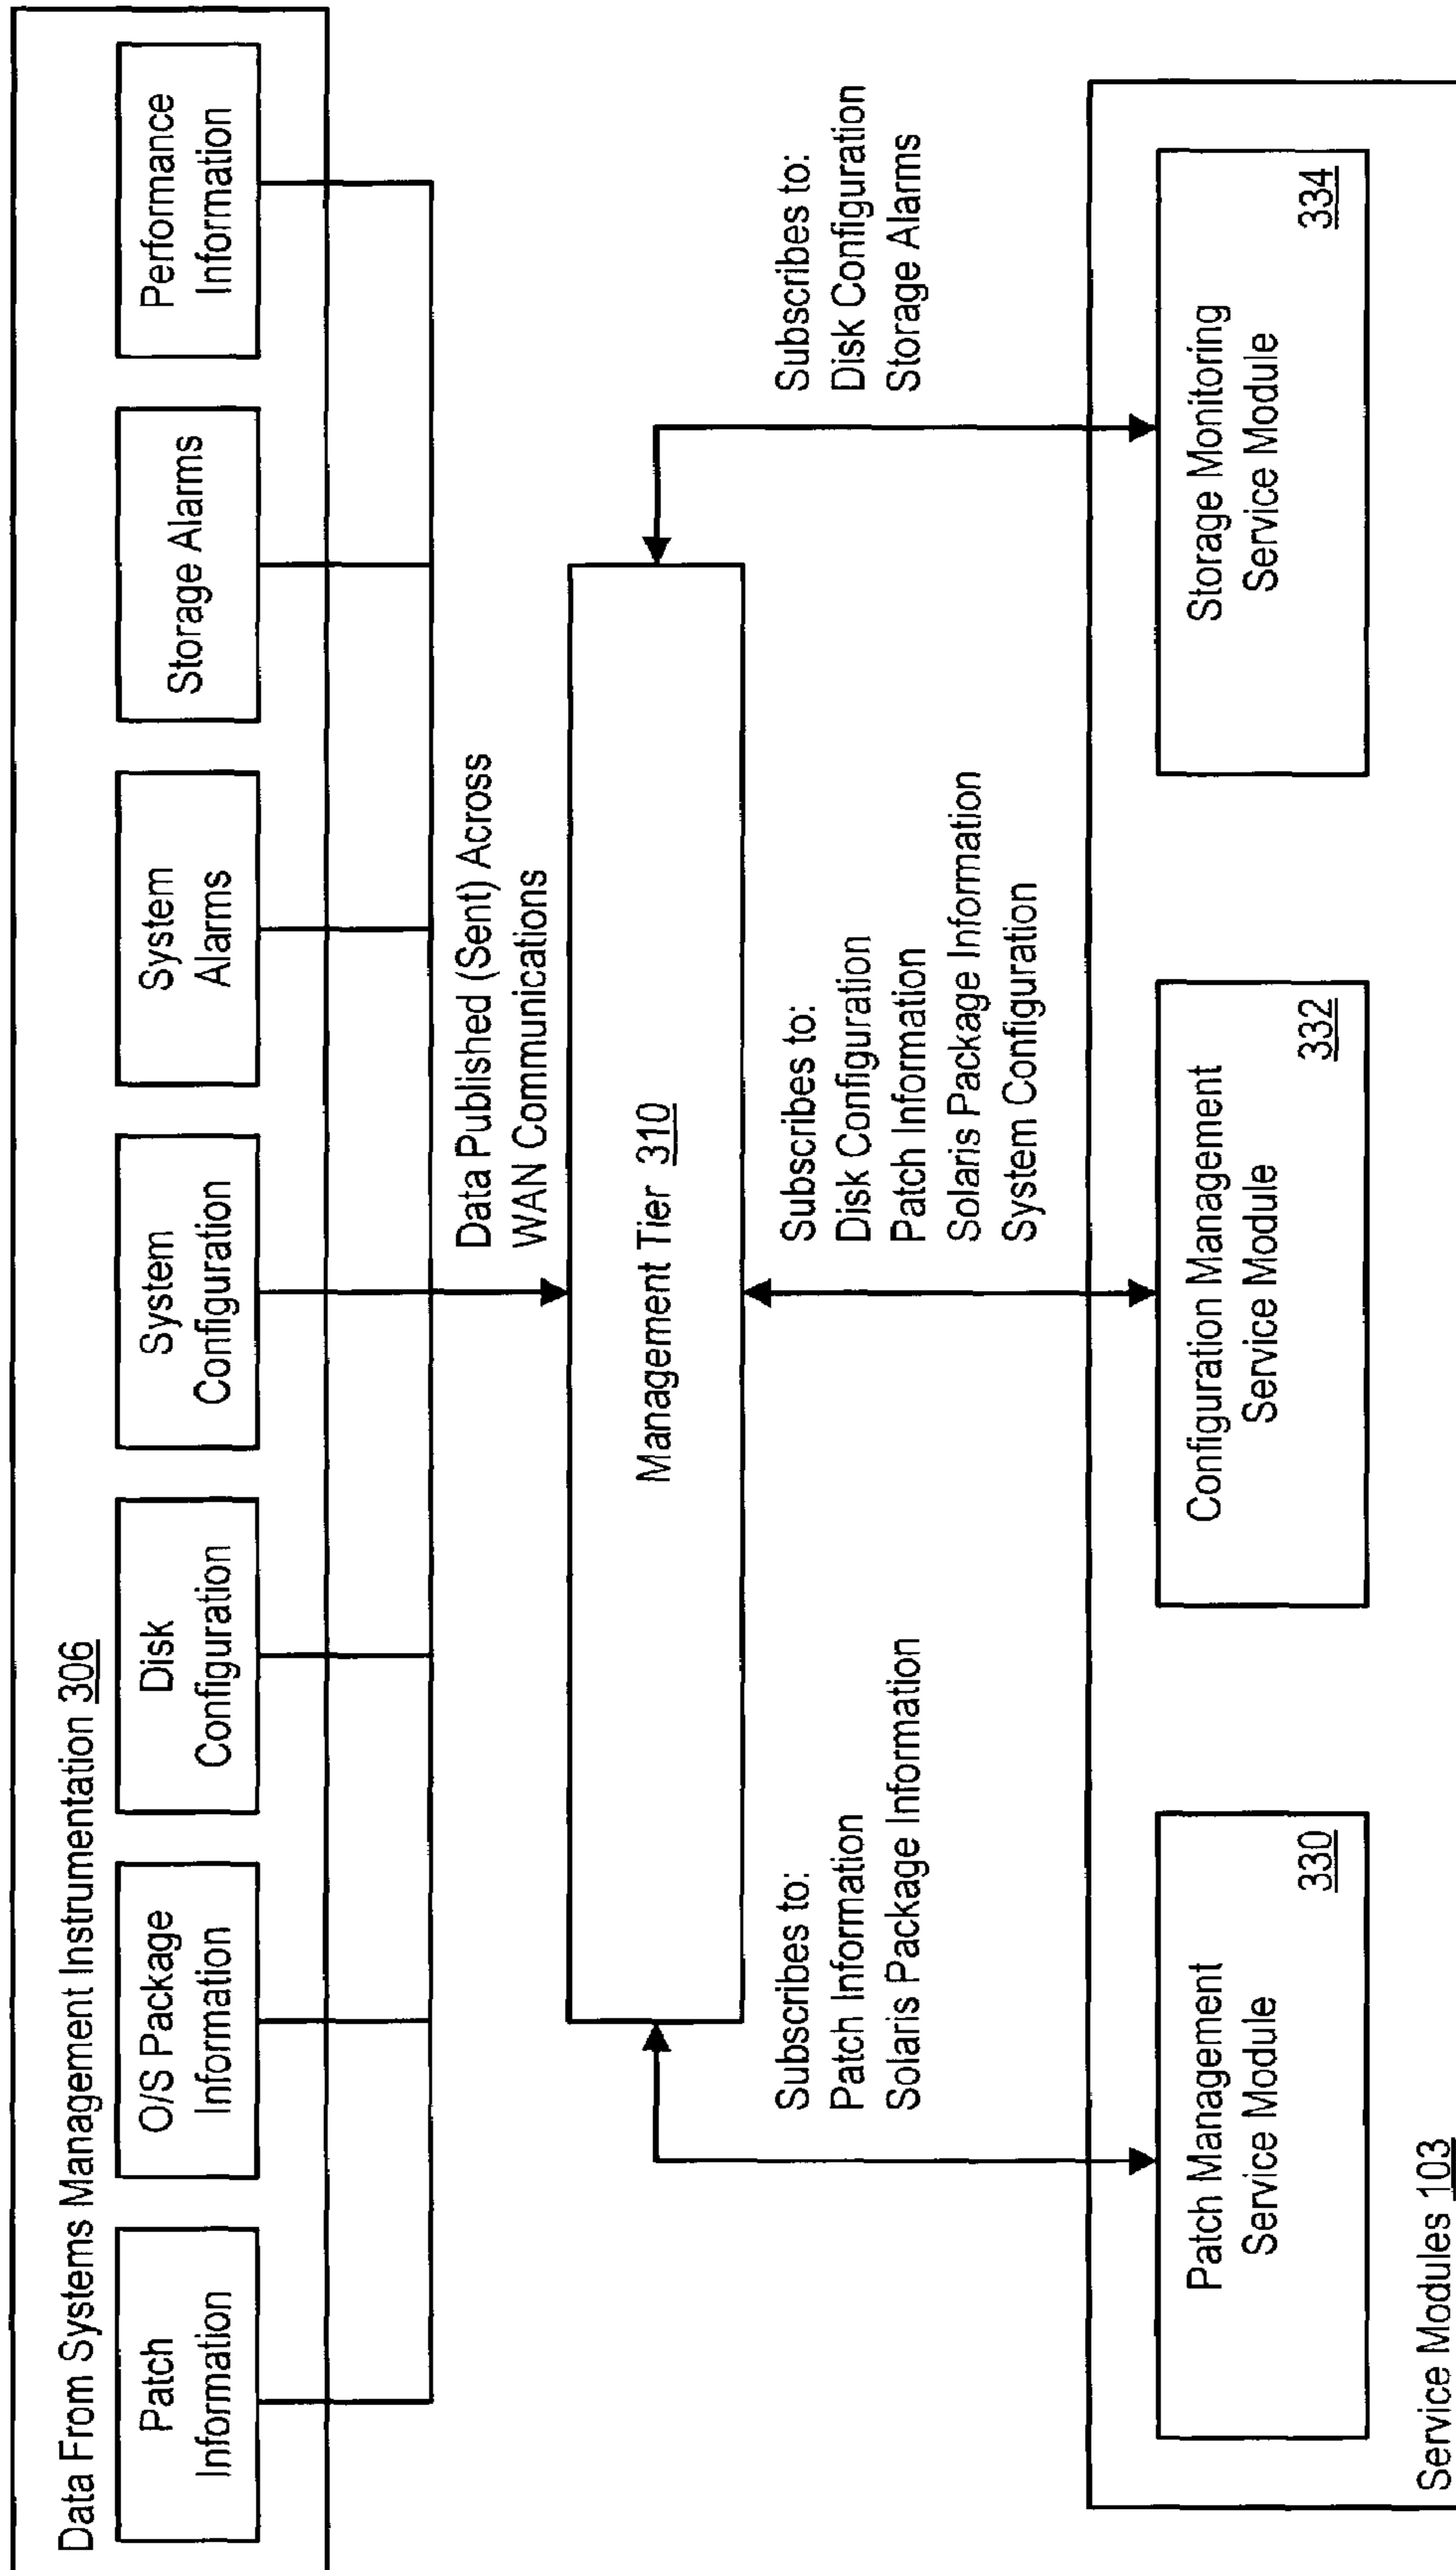 Data From Systems Management Instrumentation 306
Patch
Information
O/S Package
Information
Disk
Configuration
System
Configuration
System
Alarms
Storage Alarms
Performance
Information
Data Published (Sent) Across
WAN Communications
Management Tier 310
Subscribes to:
Patch Information
Solaris Package Information
Subscribes to:
Disk Configuration
Patch Information
Solaris Package Information
System Configuration
Subscribes to:
Disk Configuration
Storage Alarms
Patch Management
Service Module
330
Configuration Management
Service Module
332
Storage Monitoring
Service Module
334
Service Modules 103